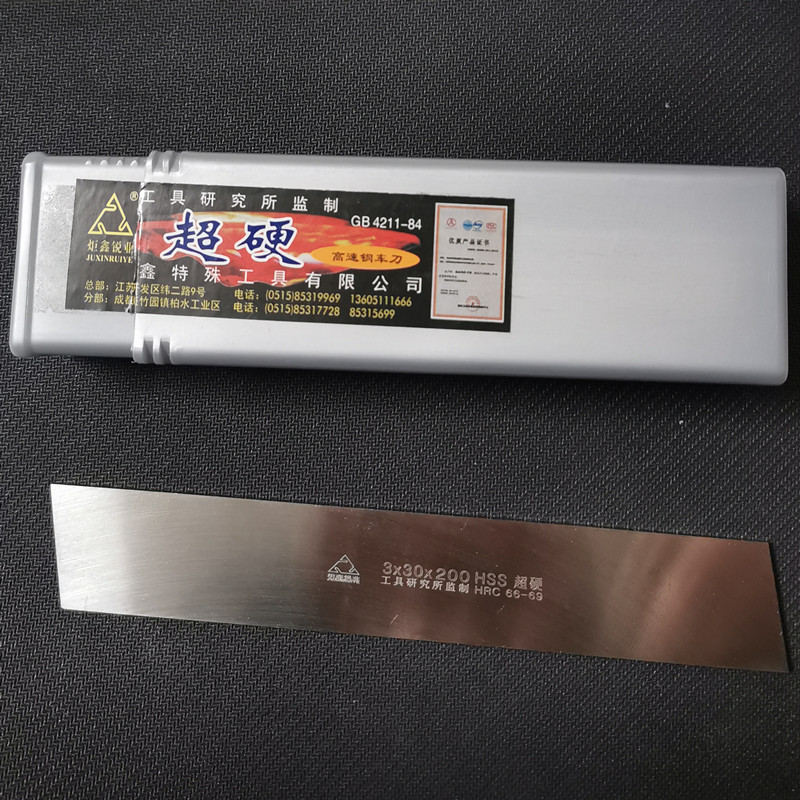 ®
炬鑫锐业
JUXINRUIYE
工具研究所监制
超硬
GB 4211-84
高速钢车刀
鑫特殊工具有限公司
总部：江苏 开发区纬二路9号
电话：(0515)85319969 13605111666
分部：成都 竹园镇柏水工业区
电话：(0515)85317728 85315699
优质产品证书
炬鑫锐业
3x30x200 HSS 超硬
工具研究所监制 HRC 66-69